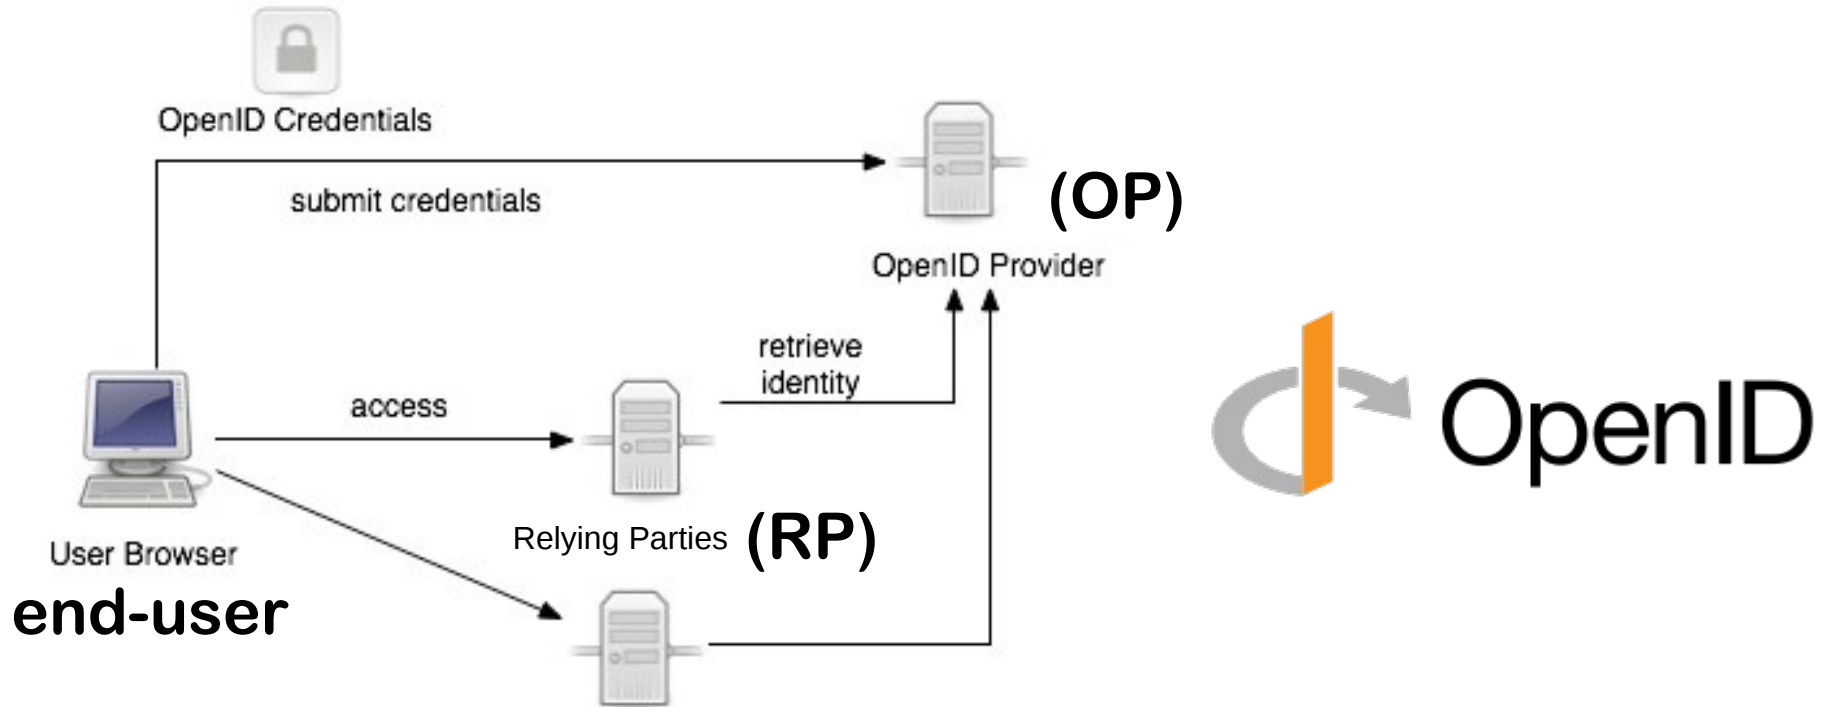 OpenID Credentials
submit credentials
(OP)
OpenID Provider
retrieve
identity
access
OpenID
Relying Parties (RP)
User Browser
end-user